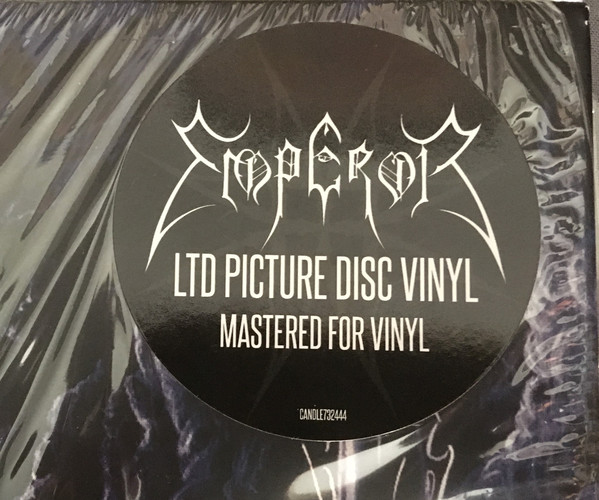 EMPEROR
LTD PICTURE DISC VINYL
MASTERED FOR VINYL
CANDLE732444